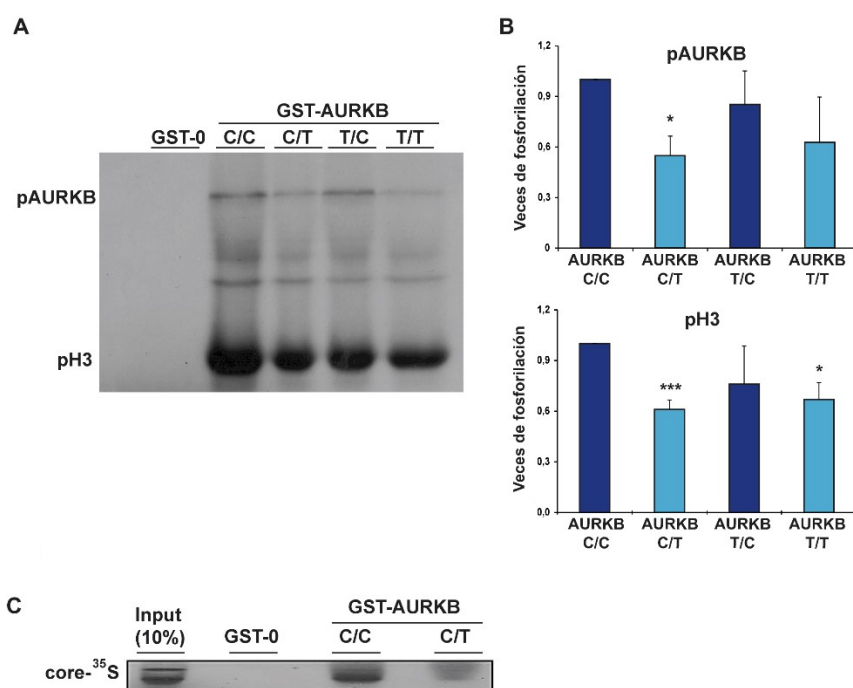 A
GST-AURKB
GST-0 C/C C/T T/C T/T
pAURKB
pH3
B
pAURKB
Veces de fosforilación
1,2
0,9
0,6
0,3
0
*
AURKB AURKB AURKB AURKB
C/C C/T T/C T/T
pH3
Veces de fosforilación
1,2
0,9
0,6
0,3
0,0
***
*
AURKB AURKB AURKB AURKB
C/C C/T T/C T/T
C
Input
(10%)
GST-0
GST-AURKB
C/C C/T
core-³⁵S